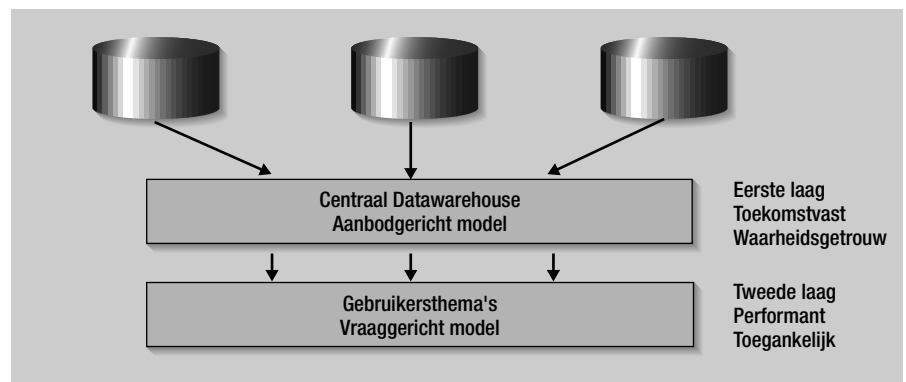 Centraal Datawarehouse
Aanbodgericht model
Eerste laag
Toekomstvast
Waarheidsgetrouw
Gebruikersthema's
Vraaggericht model
Tweede laag
Performant
Toegankelijk